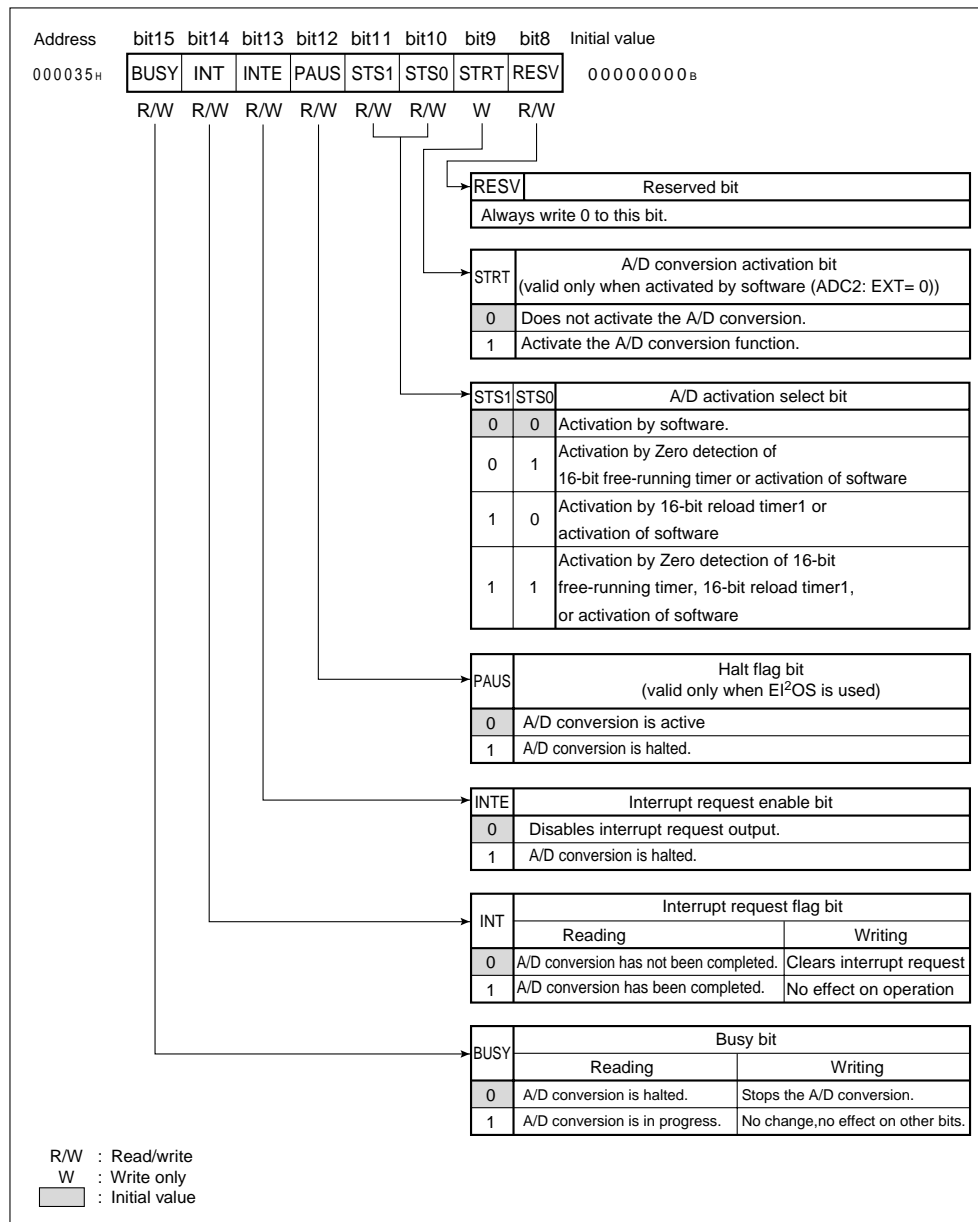 Address bit15 bit14 bit13 bit12 bit11 bit10 bit9 bit8 Initial value
000035H BUSY INT INTE PAUS STS1 STS0 STRT RESV 00000000B
R/W R/W R/W R/W R/W R/W W R/W
RESV Reserved bit
Always write 0 to this bit.
STRT A/D conversion activation bit
(valid only when activated by software (ADC2: EXT= 0))
0 Does not activate the A/D conversion.
1 Activate the A/D conversion function.
STS1 STS0 A/D activation select bit
0 0 Activation by software.
0 1 Activation by Zero detection of
16-bit free-running timer or activation of software
1 0 Activation by 16-bit reload timer1 or
activation of software
1 1 Activation by Zero detection of 16-bit
free-running timer, 16-bit reload timer1,
or activation of software
PAUS Halt flag bit
(valid only when EI²OS is used)
0 A/D conversion is active
1 A/D conversion is halted.
INTE Interrupt request enable bit
0 Disables interrupt request output.
1 A/D conversion is halted.
INT Interrupt request flag bit
Reading Writing
0 A/D conversion has not been completed. Clears interrupt request
1 A/D conversion has been completed. No effect on operation
BUSY Busy bit
Reading Writing
0 A/D conversion is halted. Stops the A/D conversion.
1 A/D conversion is in progress. No change,no effect on other bits.
R/W : Read/write
W : Write only
: Initial value